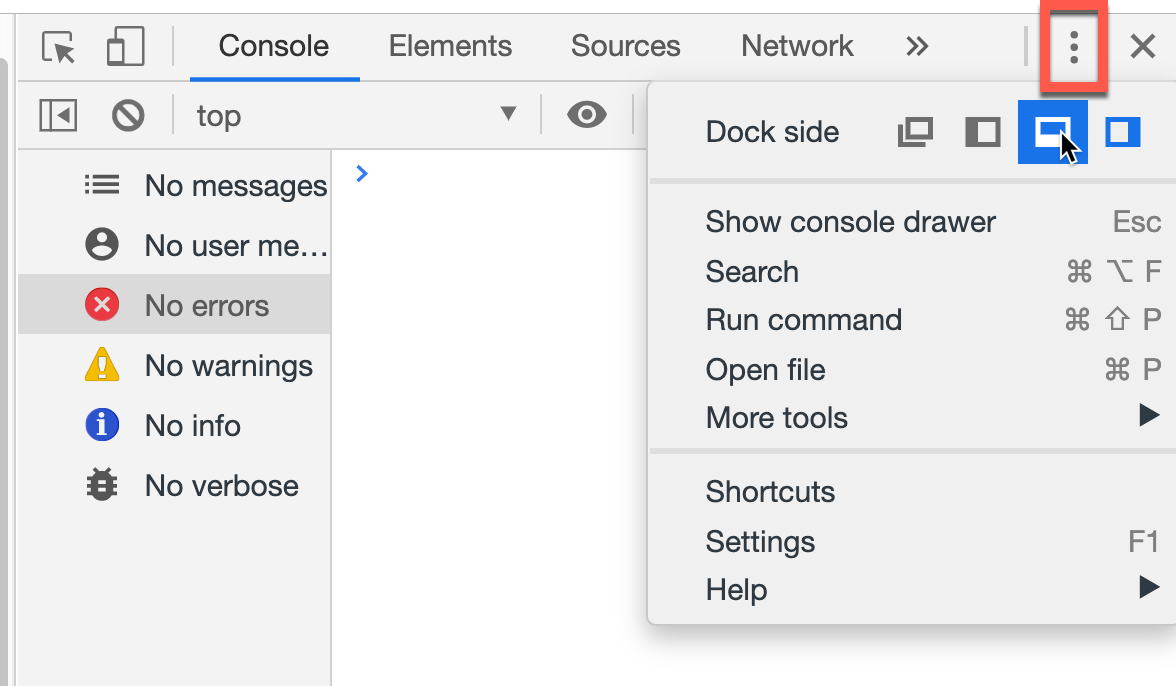 Console Elements Sources Network »
top ▼
Dock side
No messages
No user me…
No errors
No warnings
No info
No verbose
>
Show console drawer Esc
Search ⌘ ⌥ F
Run command ⌘ ⇧ P
Open file ⌘ P
More tools ▶
Shortcuts
Settings F1
Help ▶